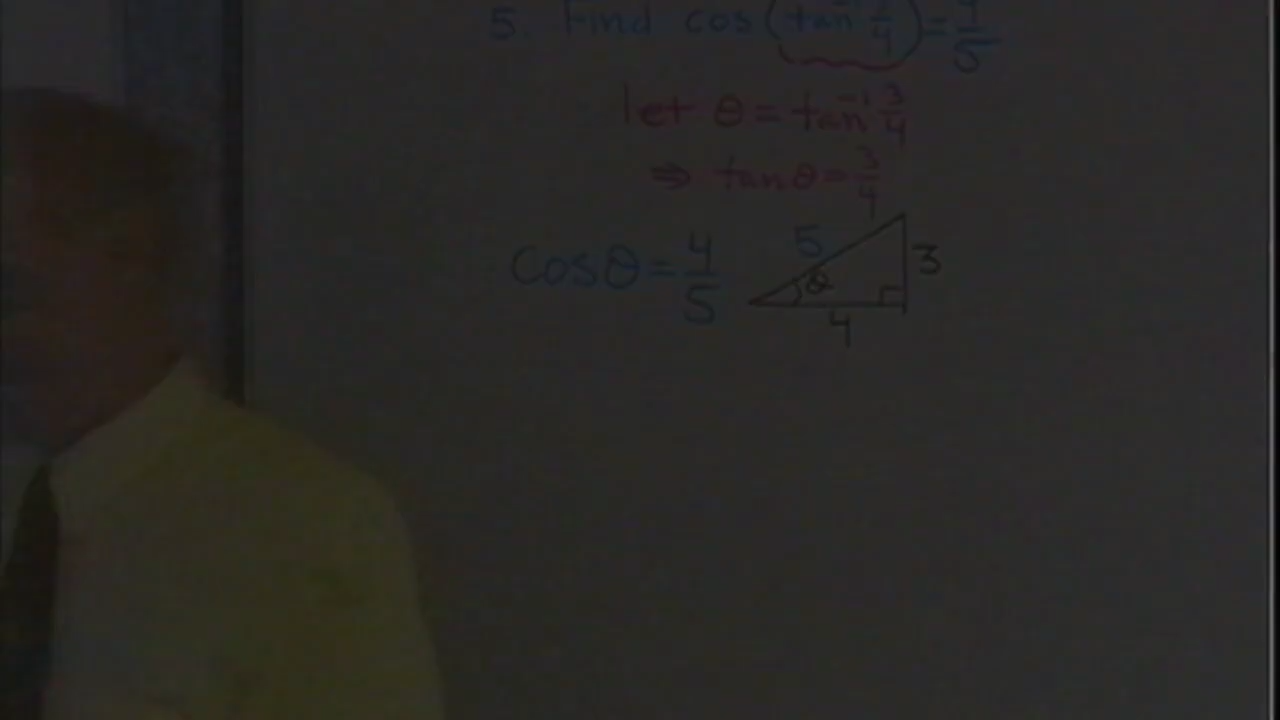 5. Find cos(tan⁻¹ 3/4) = 4/5
let θ = tan⁻¹ 3/4
⇒ tan θ = 3/4
cos θ = 4/5
5
θ
3
4